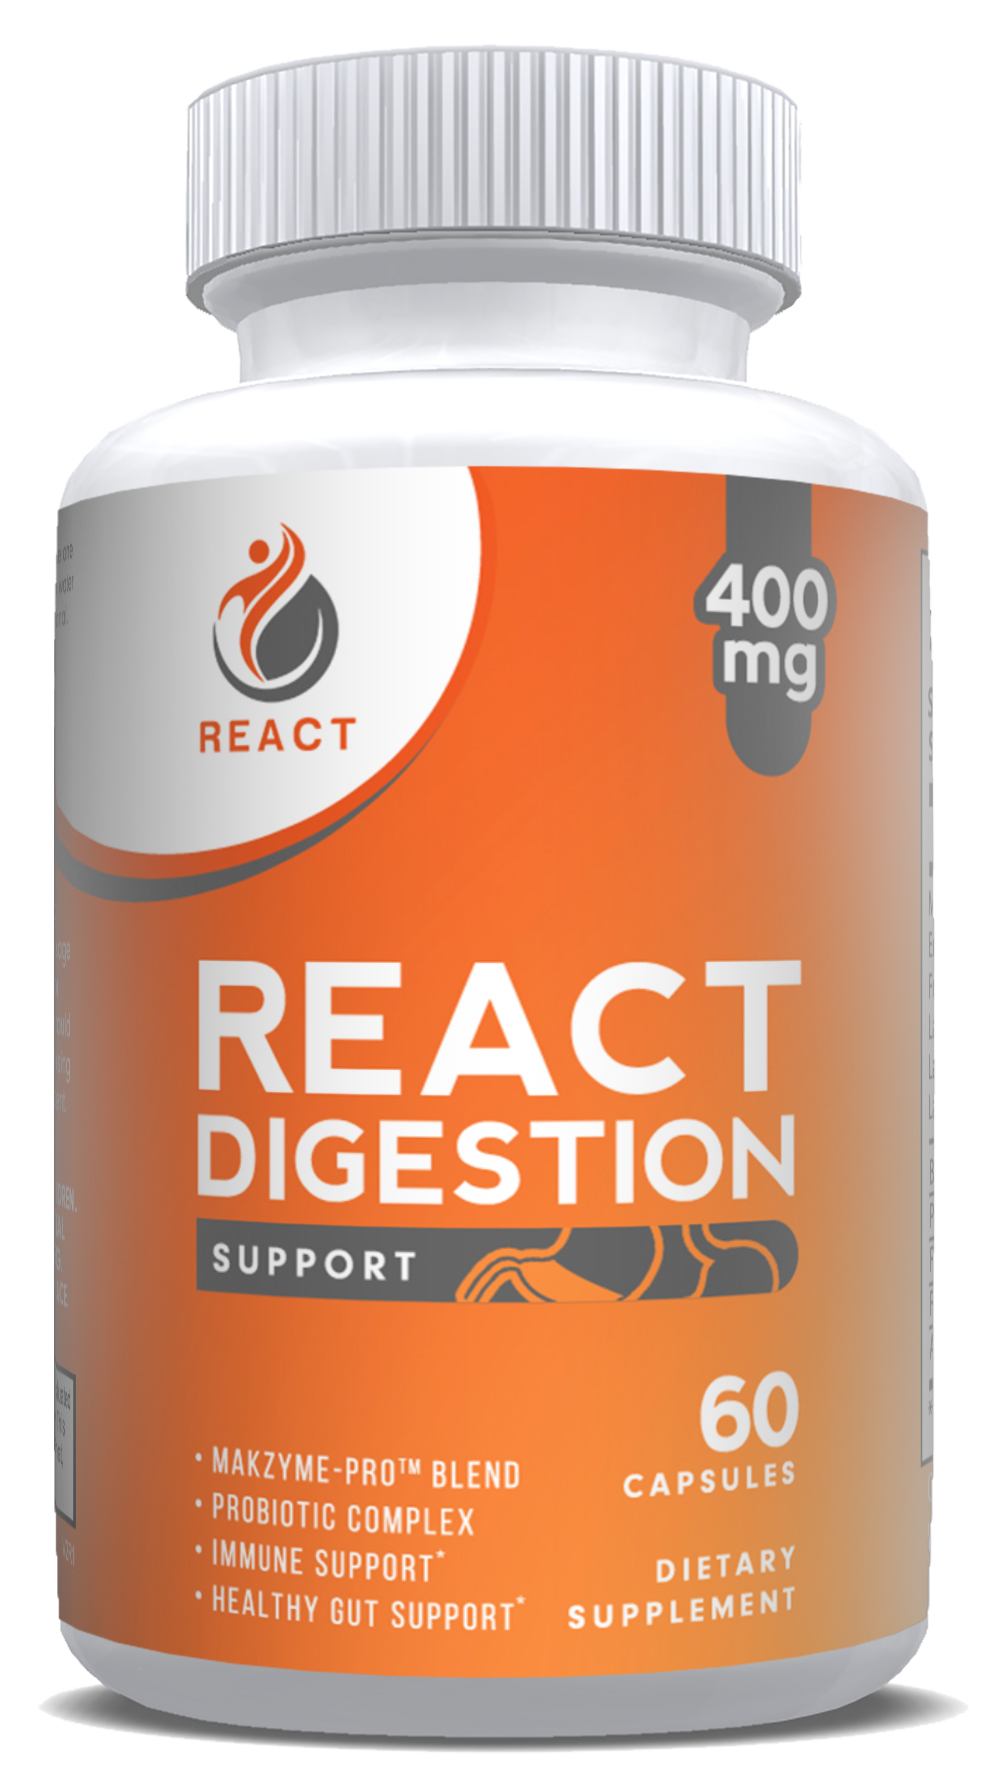 REACT
400
mg
REACT
DIGESTION
SUPPORT
60
CAPSULES
• MAKZYME-PRO™ BLEND
• PROBIOTIC COMPLEX
• IMMUNE SUPPORT*
• HEALTHY GUT SUPPORT*
DIETARY
SUPPLEMENT